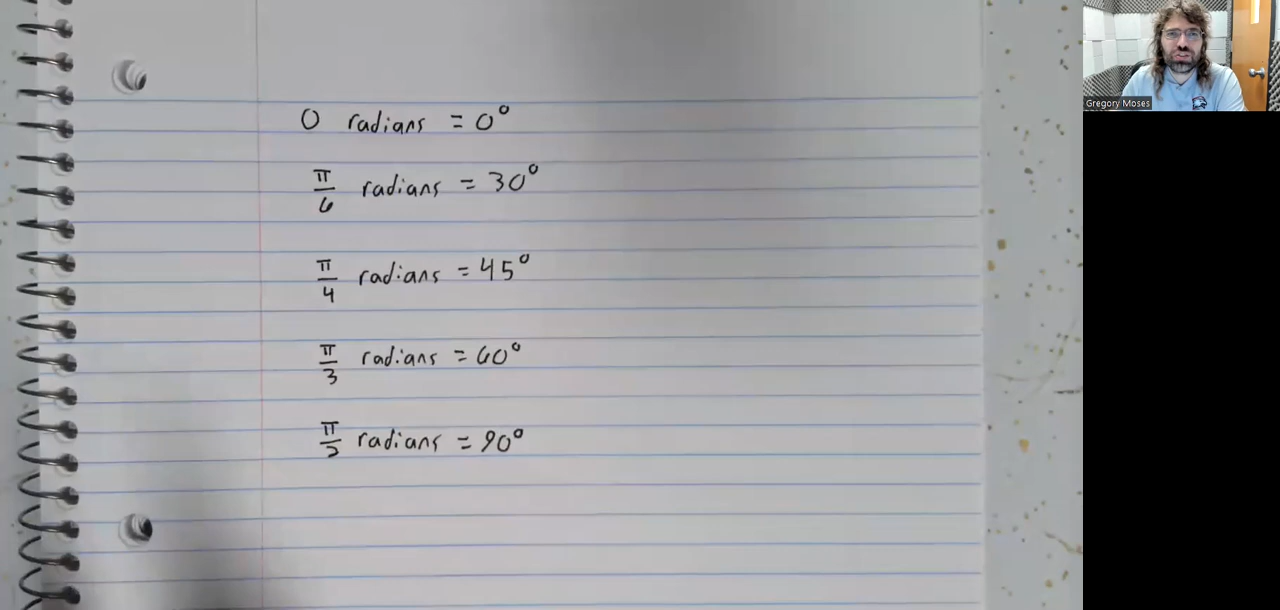 0 radians = 0°
π/6 radians = 30°
π/4 radians = 45°
π/3 radians = 60°
π/2 radians = 90°
Gregory Moses